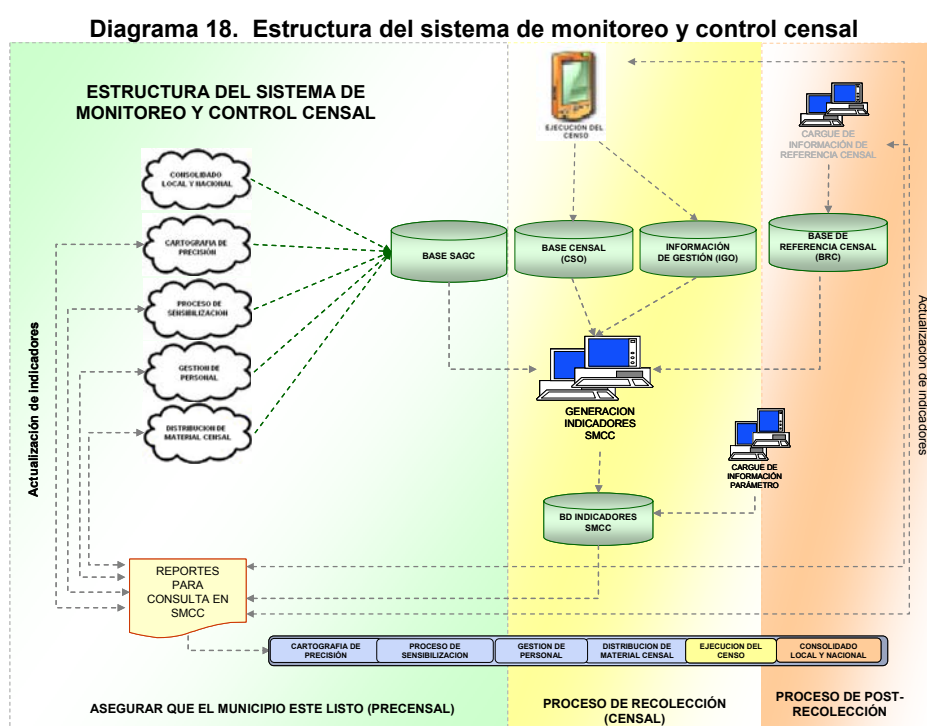 Diagrama 18. Estructura del sistema de monitoreo y control censal
ESTRUCTURA DEL SISTEMA DE
MONITOREO Y CONTROL CENSAL
CONSOLIDADO
LOCAL Y NACIONAL
CARTOGRAFIA DE
PRECISIÓN
PROCESO DE
SENSIBILIZACION
GESTION DE
PERSONAL
DISTRIBUCION DE
MATERIAL CENSAL
Actualización de indicadores
BASE SAGC
EJECUCION DEL
CENSO
BASE CENSAL
(CSO)
INFORMACIÓN
DE GESTIÓN (IGO)
CARGUE DE
INFORMACIÓN DE
REFERENCIA CENSAL
BASE DE
REFERENCIA CENSAL
(BRC)
Actualizacion de indicadores
GENERACION
INDICADORES
SMCC
CARGUE DE
INFORMACIÓN
PARÁMETRO
BD INDICADORES
SMCC
REPORTES
PARA
CONSULTA EN
SMCC
CARTOGRAFIA DE
PRECISIÓN
PROCESO DE
SENSIBILIZACION
GESTION DE
PERSONAL
DISTRIBUCION DE
MATERIAL CENSAL
EJECUCION DEL
CENSO
CONSOLIDADO
LOCAL Y NACIONAL
ASEGURAR QUE EL MUNICIPIO ESTE LISTO (PRECENSAL)
PROCESO DE RECOLECCIÓN
(CENSAL)
PROCESO DE POST-
RECOLECCIÓN